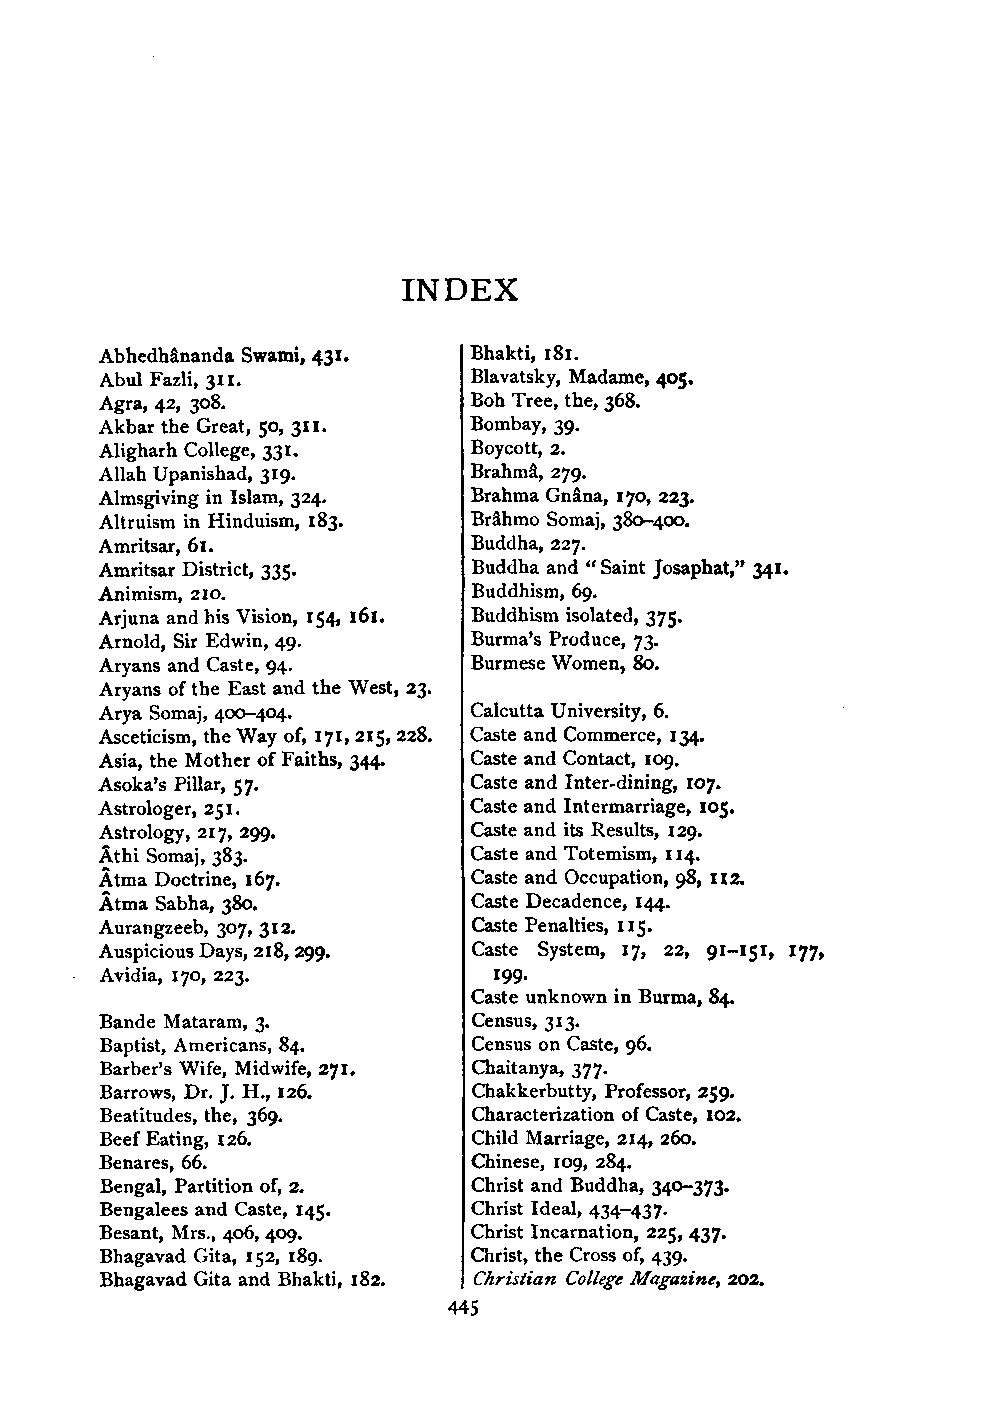 INDEX
Abhedhânanda Swami, 431.
Abul Fazli, 311.
Agra, 42, 308.
Akbar the Great, 50, 311.
Aligharh College, 331.
Allah Upanishad, 319.
Almsgiving in Islam, 324.
Altruism in Hinduism, 183.
Amritsar, 61.
Amritsar District, 335.
Animism, 210.
Arjuna and his Vision, 154, 161.
Arnold, Sir Edwin, 49.
Aryans and Caste, 94.
Aryans of the East and the West, 23.
Arya Somaj, 400–404.
Asceticism, the Way of, 171, 215, 228.
Asia, the Mother of Faiths, 344.
Asoka's Pillar, 57.
Astrologer, 251.
Astrology, 217, 299.
Âthi Somaj, 383.
Âtma Doctrine, 167.
Âtma Sabha, 380.
Aurangzeeb, 307, 312.
Auspicious Days, 218, 299.
Avidia, 170, 223.
Bande Mataram, 3.
Baptist, Americans, 84.
Barber's Wife, Midwife, 271.
Barrows, Dr. J. H., 126.
Beatitudes, the, 369.
Beef Eating, 126.
Benares, 66.
Bengal, Partition of, 2.
Bengalees and Caste, 145.
Besant, Mrs., 406, 409.
Bhagavad Gita, 152, 189.
Bhagavad Gita and Bhakti, 182.
Bhakti, 181.
Blavatsky, Madame, 405.
Boh Tree, the, 368.
Bombay, 39.
Boycott, 2.
Brahmâ, 279.
Brahma Gnâna, 170, 223.
Brâhmo Somaj, 380–400.
Buddha, 227.
Buddha and "Saint Josaphat," 341.
Buddhism, 69.
Buddhism isolated, 375.
Burma's Produce, 73.
Burmese Women, 80.
Calcutta University, 6.
Caste and Commerce, 134.
Caste and Contact, 109.
Caste and Inter-dining, 107.
Caste and Intermarriage, 105.
Caste and its Results, 129.
Caste and Totemism, 114.
Caste and Occupation, 98, 112.
Caste Decadence, 144.
Caste Penalties, 115.
Caste System, 17, 22, 91–151, 177,
199.
Caste unknown in Burma, 84.
Census, 313.
Census on Caste, 96.
Chaitanya, 377.
Chakkerbutty, Professor, 259.
Characterization of Caste, 102.
Child Marriage, 214, 260.
Chinese, 109, 284.
Christ and Buddha, 340–373.
Christ Ideal, 434–437.
Christ Incarnation, 225, 437.
Christ, the Cross of, 439.
Christian College Magazine, 202.
445